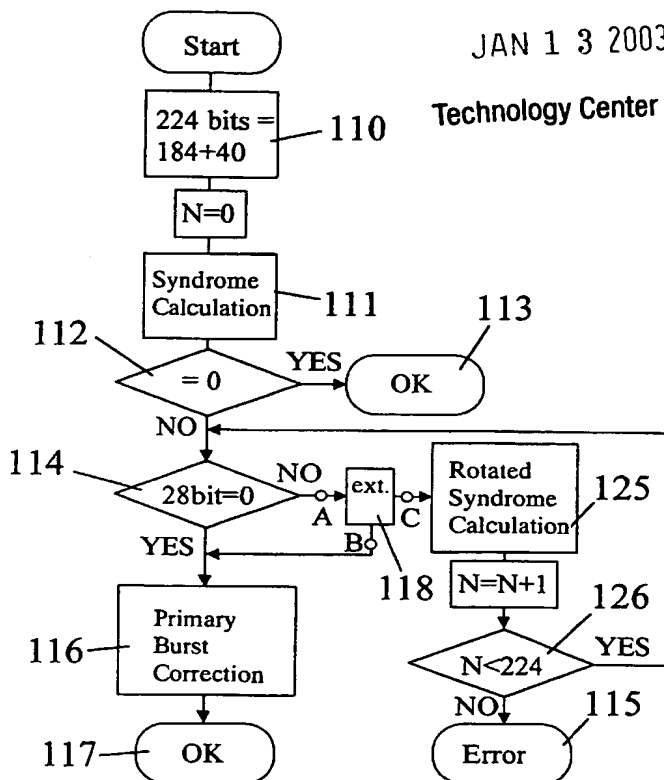 Start
JAN 1 3 2003
Technology Center
224 bits =
184+40
110
N=0
Syndrome
Calculation
111
112
= 0
YES
113
OK
NO
114
28bit=0
NO
A
ext.
C
B
118
Rotated
Syndrome
Calculation
125
YES
N=N+1
116
Primary
Burst
Correction
126
N<224
YES
NO
117
OK
Error
115